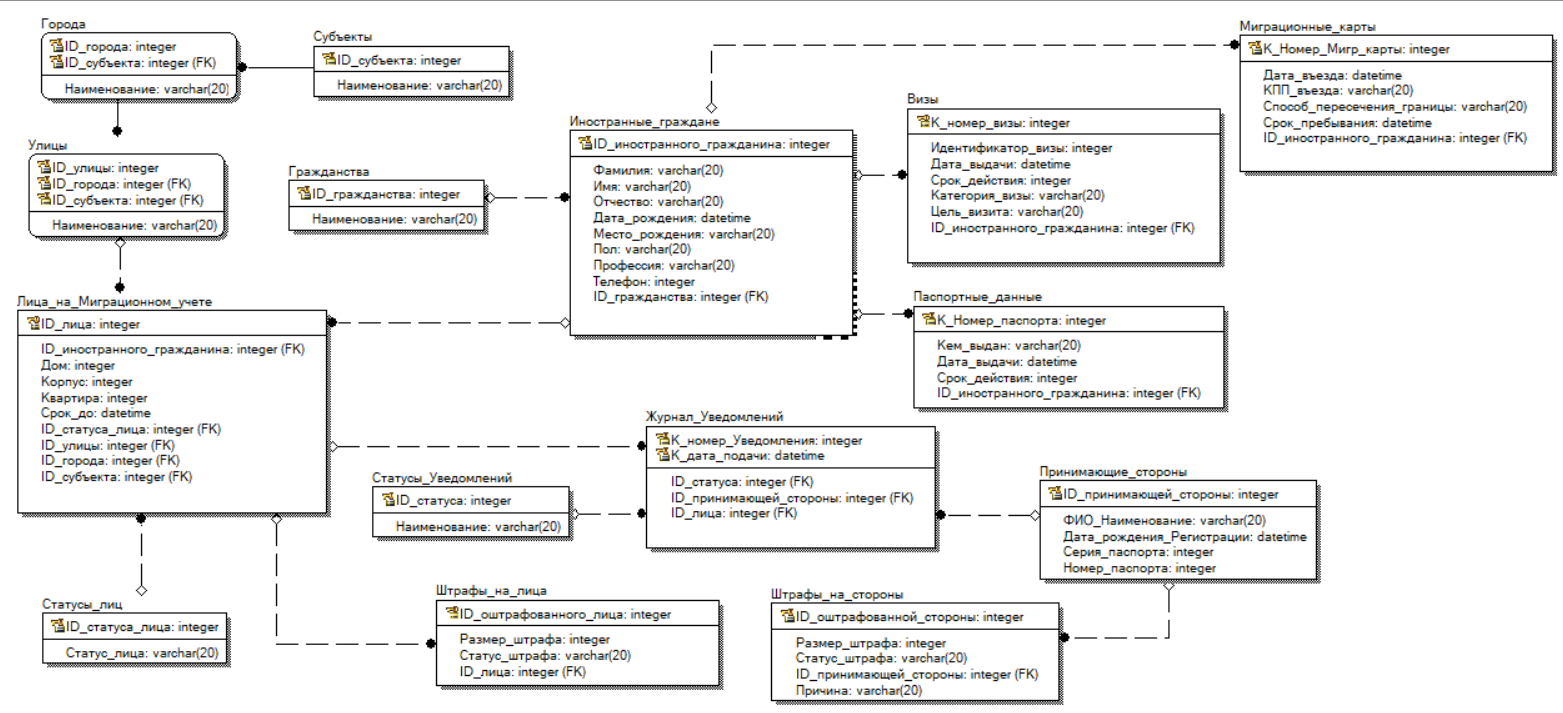 Города
ID_города: integer
ID_субъекта: integer (FK)
Наименование: varchar(20)
Субъекты
ID_субъекта: integer
Наименование: varchar(20)
Миграционные_карты
К_Номер_Мигр_карты: integer
Дата_въезда: datetime
КПП_въезда: varchar(20)
Способ_пересечения_границы: varchar(20)
Срок_пребывания: datetime
ID_иностранного_гражданина: integer (FK)
Визы
К_номер_визы: integer
Идентификатор_визы: integer
Дата_выдачи: datetime
Срок_действия: integer
Категория_визы: varchar(20)
Цель_визита: varchar(20)
ID_иностранного_гражданина: integer (FK)
Иностранные_граждане
ID_иностранного_гражданина: integer
Фамилия: varchar(20)
Имя: varchar(20)
Отчество: varchar(20)
Дата_рождения: datetime
Место_рождения: varchar(20)
Пол: varchar(20)
Профессия: varchar(20)
Телефон: integer
ID_гражданства: integer (FK)
Улицы
ID_улицы: integer
ID_города: integer (FK)
ID_субъекта: integer (FK)
Наименование: varchar(20)
Гражданства
ID_гражданства: integer
Наименование: varchar(20)
Лица_на_Миграционном_учете
ID_лица: integer
ID_иностранного_гражданина: integer (FK)
Дом: integer
Корпус: integer
Квартира: integer
Срок_до: datetime
ID_статуса_лица: integer (FK)
ID_улицы: integer (FK)
ID_города: integer (FK)
ID_субъекта: integer (FK)
Паспортные_данные
К_Номер_паспорта: integer
Кем_выдан: varchar(20)
Дата_выдачи: datetime
Срок_действия: integer
ID_иностранного_гражданина: integer (FK)
Журнал_Уведомлений
К_номер_Уведомления: integer
К_дата_подачи: datetime
ID_статуса: integer (FK)
ID_принимающей_стороны: integer (FK)
ID_лица: integer (FK)
Статусы_Уведомлений
ID_статуса: integer
Наименование: varchar(20)
Принимающие_стороны
ID_принимающей_стороны: integer
ФИО_Наименование: varchar(20)
Дата_рождения_Регистрации: datetime
Серия_паспорта: integer
Номер_паспорта: integer
Статусы_лиц
ID_статуса_лица: integer
Статус_лица: varchar(20)
Штрафы_на_лица
ID_оштрафованного_лица: integer
Размер_штрафа: integer
Статус_штрафа: varchar(20)
ID_лица: integer (FK)
Штрафы_на_стороны
ID_оштрафованной_стороны: integer
Размер_штрафа: integer
Статус_штрафа: varchar(20)
ID_принимающей_стороны: integer (FK)
Причина: varchar(20)